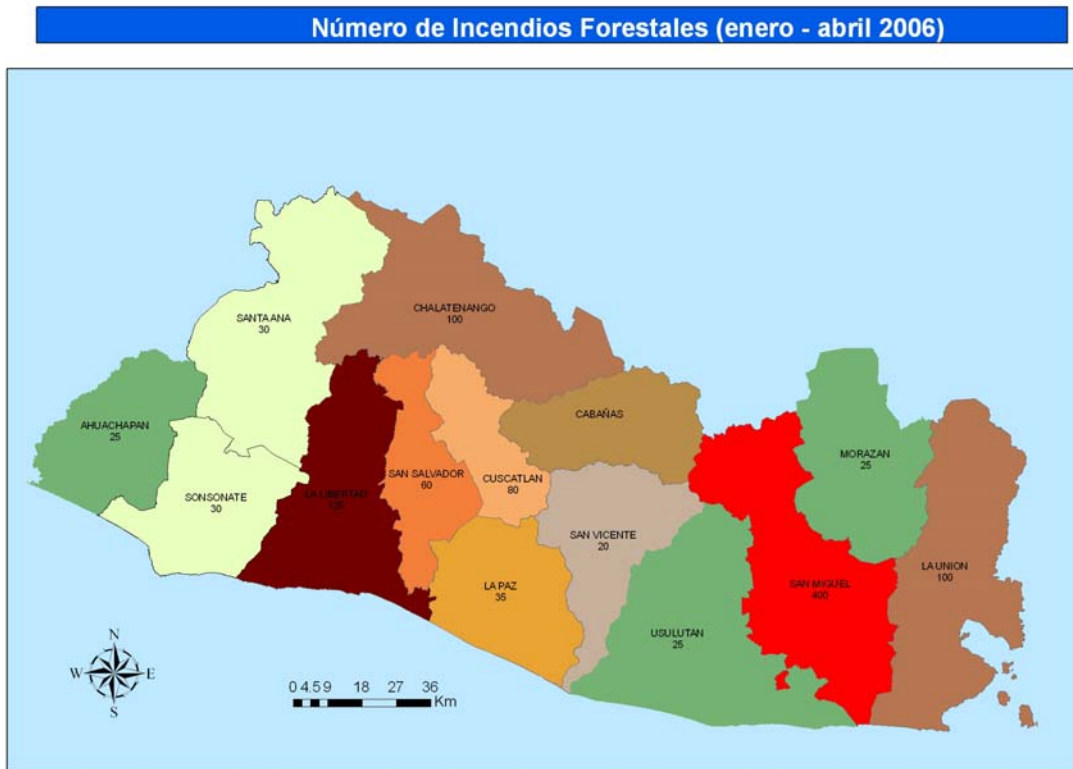 Número de Incendios Forestales (enero - abril 2006)
SANTA ANA
30
CHALATENANGO
100
AHUACHAPAN
25
SONSONATE
30
LA LIBERTAD
SAN SALVADOR
60
CUSCATLAN
80
CABAÑAS
SAN VICENTE
20
LA PAZ
35
USULUTAN
25
SAN MIGUEL
400
MORAZAN
25
LA UNION
100
N
W
E
S
0 4.5 9 18 27 36
Km